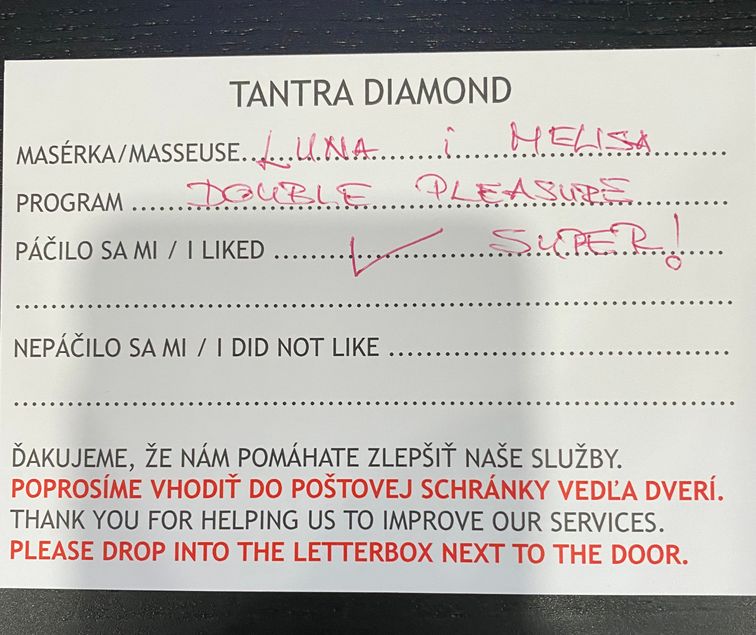 TANTRA DIAMOND
MASÉRKA/MASSEUSE..LUNA i MELISA
PROGRAM ...DOUBLE PLEASURE
PÁČILO SA MI / I LIKED ...✓ SUPER!
NEPÁČILO SA MI / I DID NOT LIKE ...
ĎAKUJEME, ŽE NÁM POMÁHATE ZLEPŠIŤ NAŠE SLUŽBY.
POPROSÍME VHODIŤ DO POŠTOVEJ SCHRÁNKY VEDĽA DVERÍ.
THANK YOU FOR HELPING US TO IMPROVE OUR SERVICES.
PLEASE DROP INTO THE LETTERBOX NEXT TO THE DOOR.